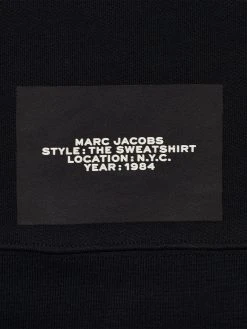 MARC JACOBS
STYLE: THE SWEATSHIRT
LOCATION: N.Y.C.
YEAR: 1984